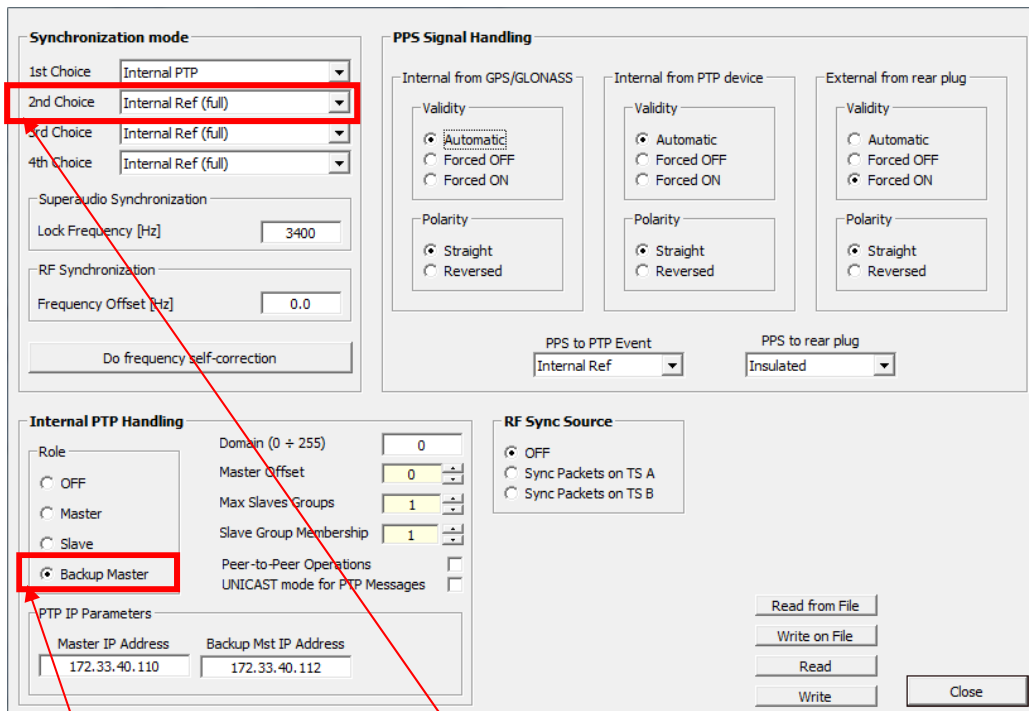 Synchronization mode
1st Choice Internal PTP
2nd Choice Internal Ref (full)
3rd Choice Internal Ref (full)
4th Choice Internal Ref (full)
Superaudio Synchronization
Lock Frequency [Hz] 3400
RF Synchronization
Frequency Offset [Hz] 0.0
Do frequency self-correction
PPS Signal Handling
Internal from GPS/GLONASS
Validity
Automatic
Forced OFF
Forced ON
Polarity
Straight
Reversed
Internal from PTP device
Validity
Automatic
Forced OFF
Forced ON
Polarity
Straight
Reversed
External from rear plug
Validity
Automatic
Forced OFF
Forced ON
Polarity
Straight
Reversed
PPS to PTP Event
Internal Ref
PPS to rear plug
Insulated
Internal PTP Handling
Role
OFF
Master
Slave
Backup Master
Domain (0 ÷ 255) 0
Master Offset 0
Max Slaves Groups 1
Slave Group Membership 1
Peer-to-Peer Operations
UNICAST mode for PTP Messages
PTP IP Parameters
Master IP Address
172.33.40.110
Backup Mst IP Address
172.33.40.112
RF Sync Source
OFF
Sync Packets on TS A
Sync Packets on TS B
Read from File
Write on File
Read
Write
Close